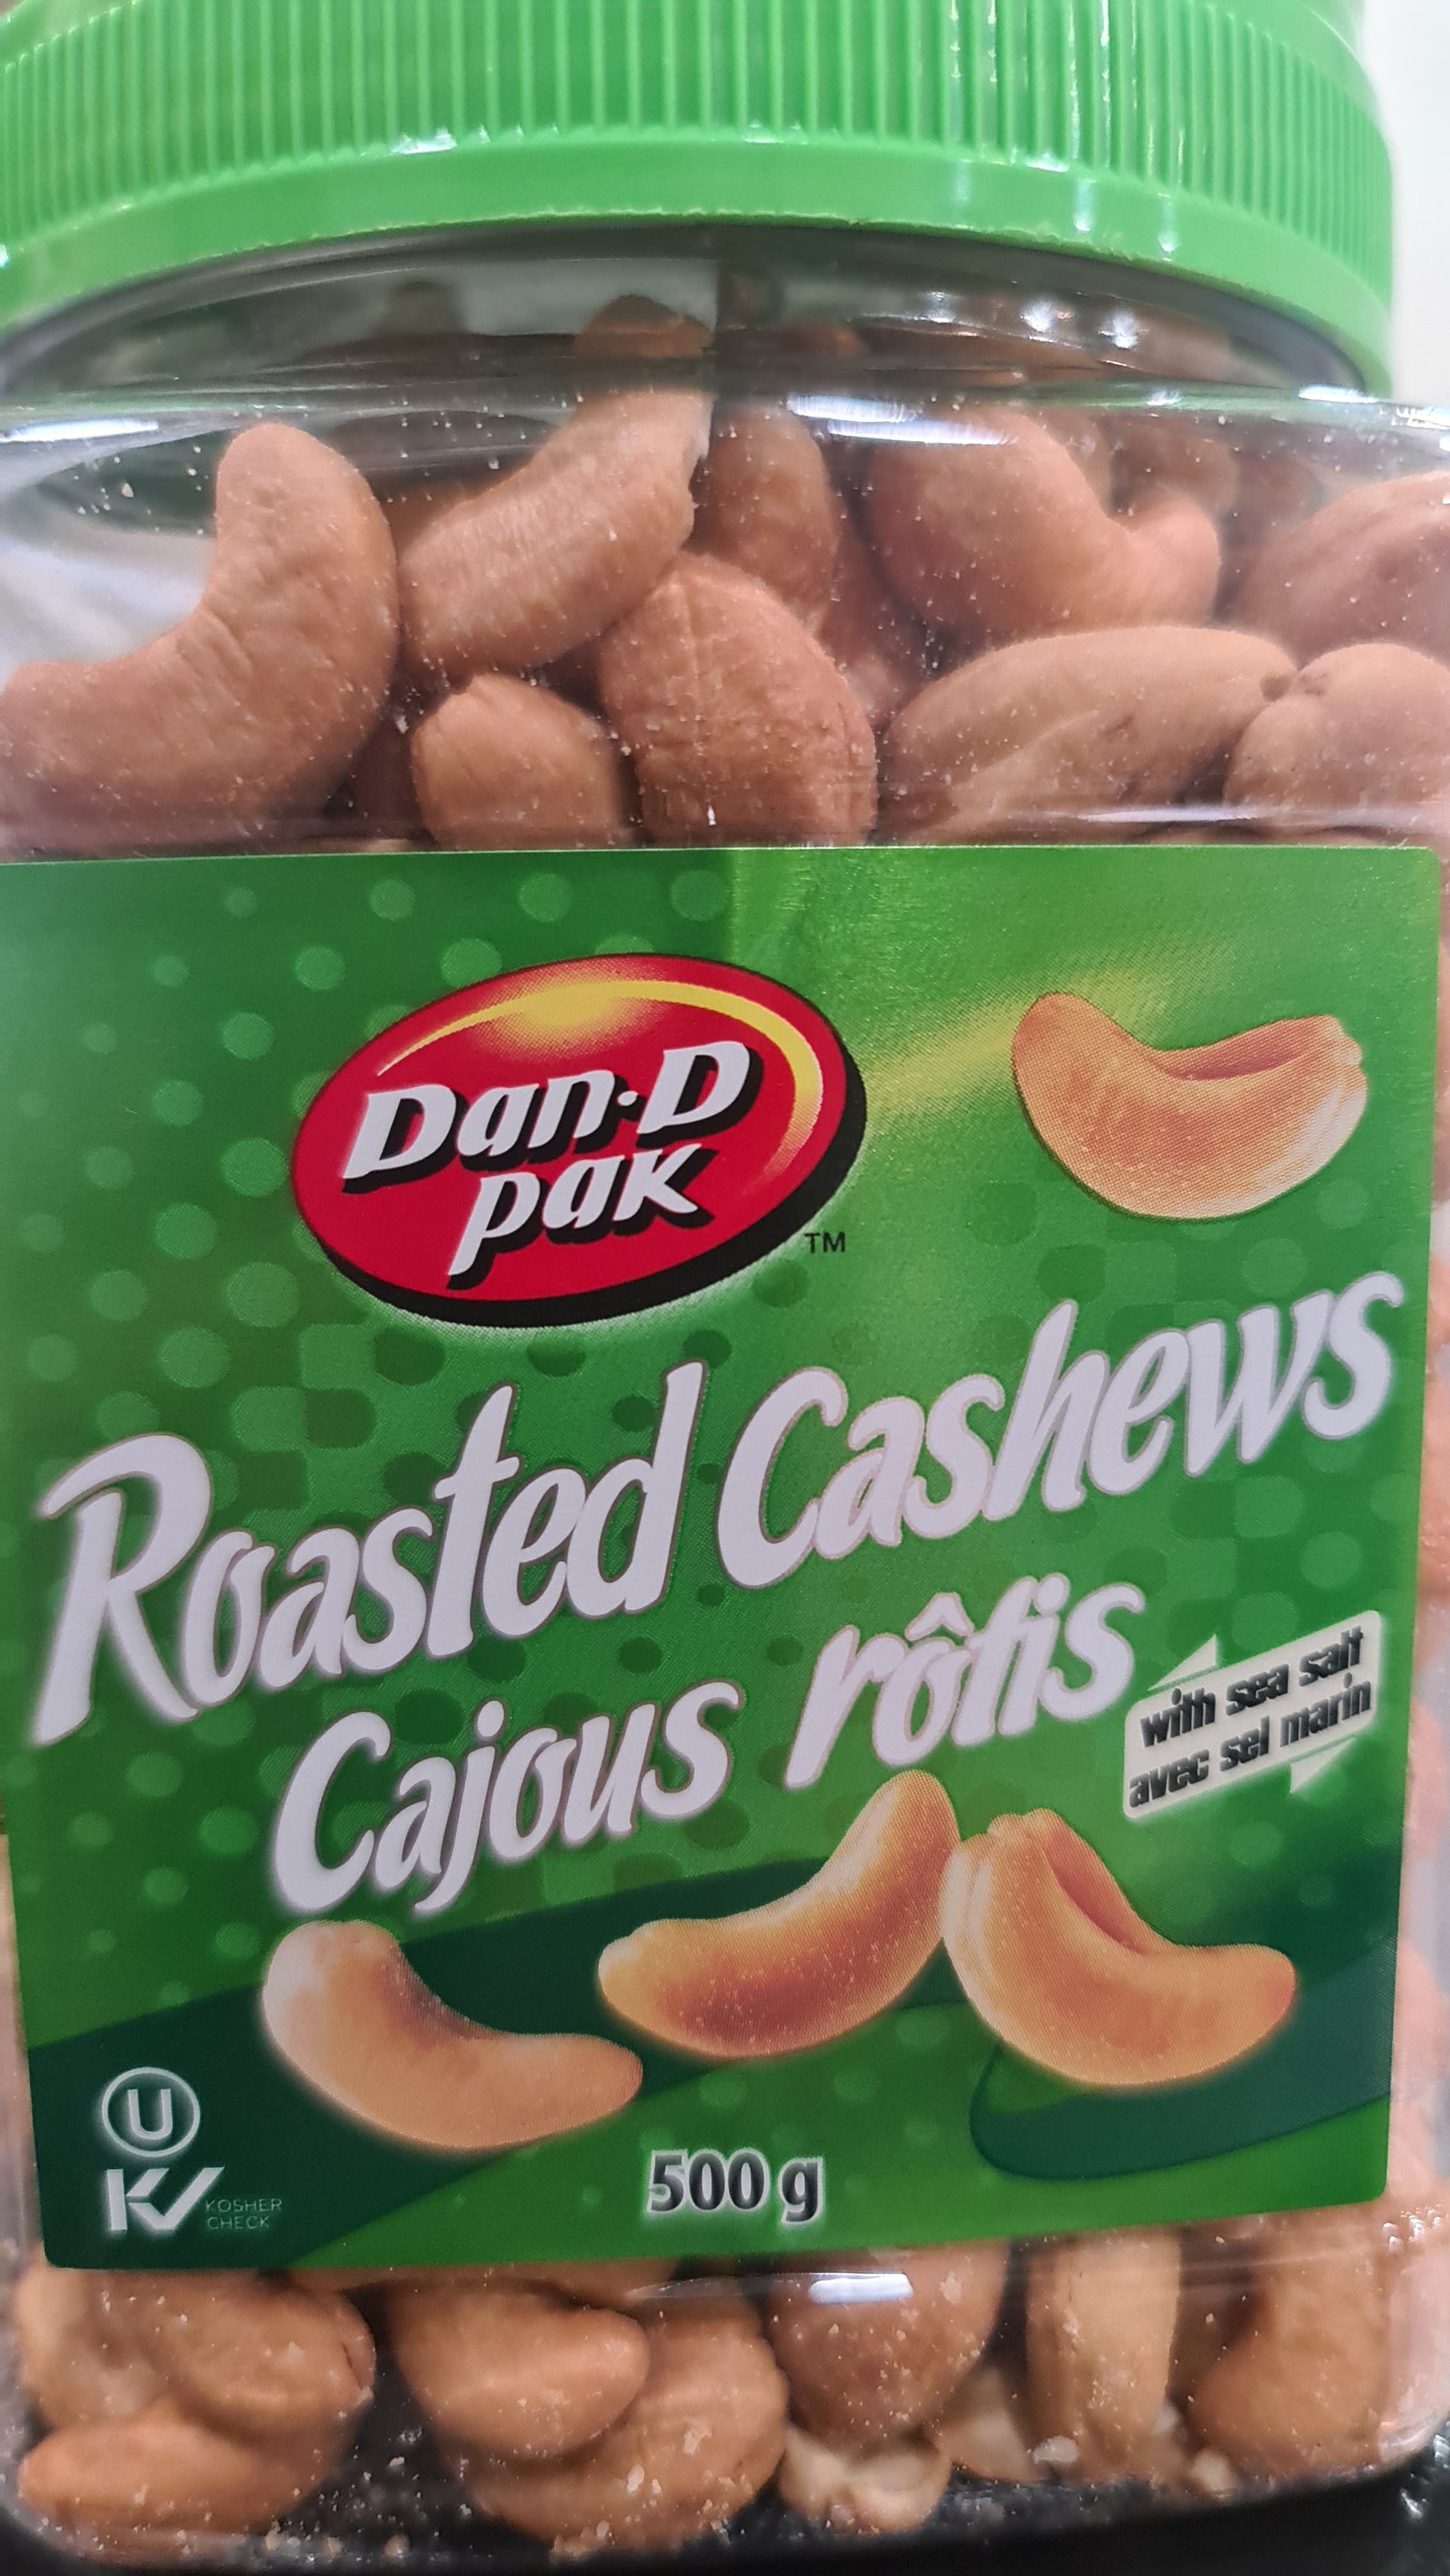 Dan·D
pak
TM
Roasted Cashews
Cajous rôtis
with sea salt
avec sel marin
U
K
KOSHER
CHECK
500 g